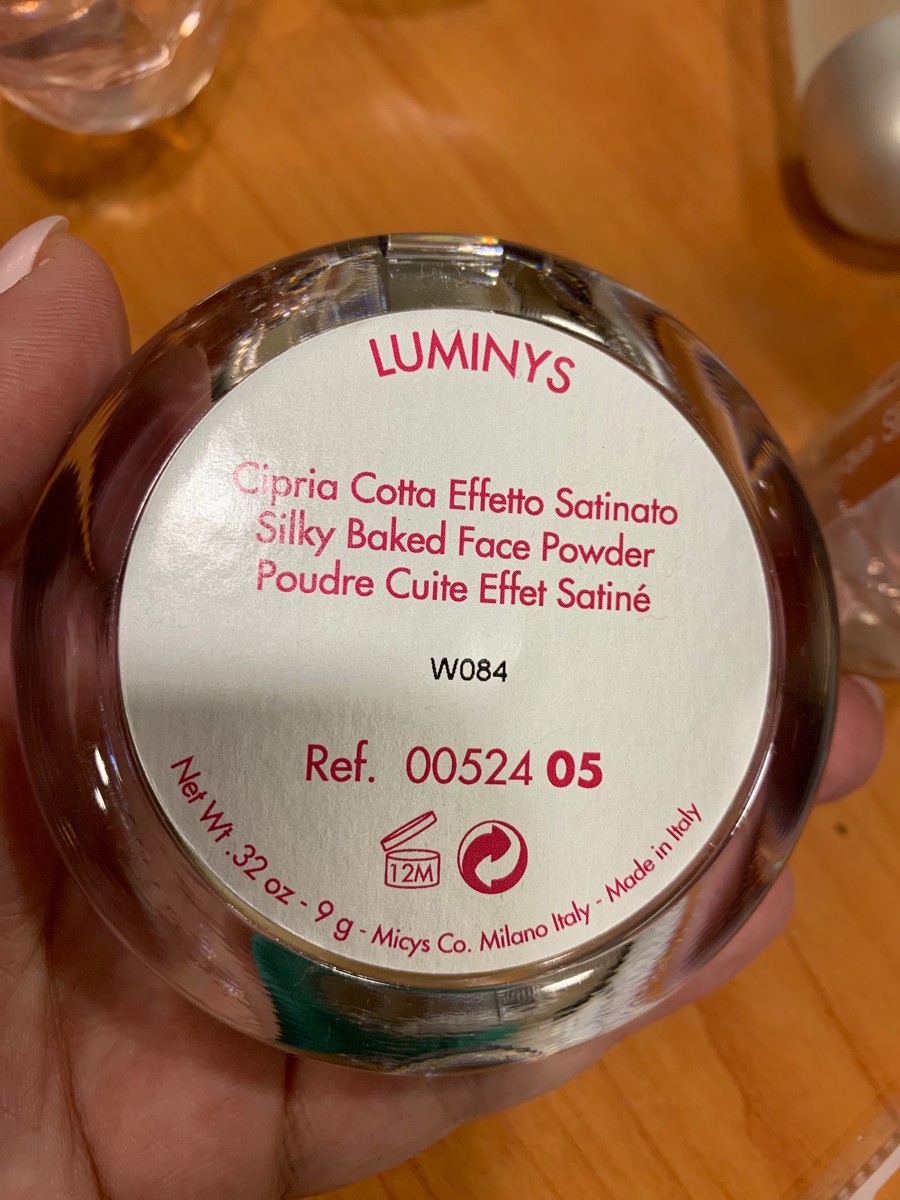 LUMINYS
Cipria Cotta Effetto Satinato
Silky Baked Face Powder
Poudre Cuite Effet Satiné
W084
Ref. 00524 05
12M
Net Wt .32 oz - 9 g - Micys Co. Milano Italy - Made in Italy